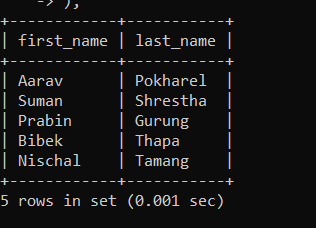 -> );
+------------+-----------+
| first_name | last_name |
+------------+-----------+
| Aarav      | Pokharel  |
| Suman      | Shrestha  |
| Prabin     | Gurung    |
| Bibek      | Thapa     |
| Nischal    | Tamang    |
+------------+-----------+
5 rows in set (0.001 sec)